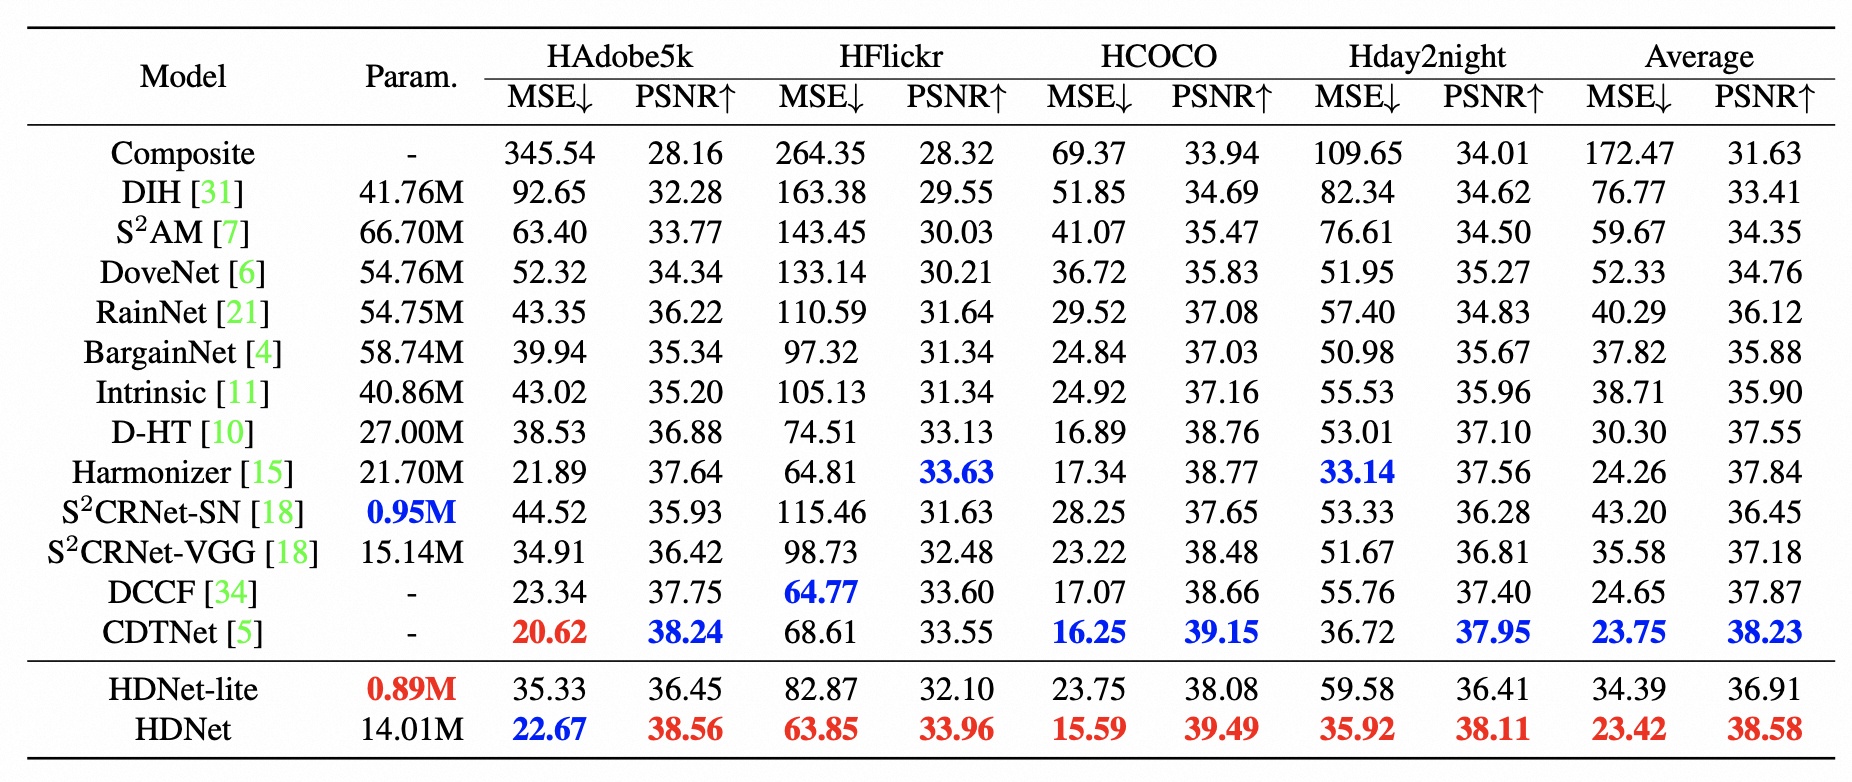 Model Param. HAdobe5k HFlickr HCOCO Hday2night Average
MSE↓ PSNR↑ MSE↓ PSNR↑ MSE↓ PSNR↑ MSE↓ PSNR↑ MSE↓ PSNR↑
Composite - 345.54 28.16 264.35 28.32 69.37 33.94 109.65 34.01 172.47 31.63
DIH [31] 41.76M 92.65 32.28 163.38 29.55 51.85 34.69 82.34 34.62 76.77 33.41
S²AM [7] 66.70M 63.40 33.77 143.45 30.03 41.07 35.47 76.61 34.50 59.67 34.35
DoveNet [6] 54.76M 52.32 34.34 133.14 30.21 36.72 35.83 51.95 35.27 52.33 34.76
RainNet [21] 54.75M 43.35 36.22 110.59 31.64 29.52 37.08 57.40 34.83 40.29 36.12
BargainNet [4] 58.74M 39.94 35.34 97.32 31.34 24.84 37.03 50.98 35.67 37.82 35.88
Intrinsic [11] 40.86M 43.02 35.20 105.13 31.34 24.92 37.16 55.53 35.96 38.71 35.90
D-HT [10] 27.00M 38.53 36.88 74.51 33.13 16.89 38.76 53.01 37.10 30.30 37.55
Harmonizer [15] 21.70M 21.89 37.64 64.81 33.63 17.34 38.77 33.14 37.56 24.26 37.84
S²CRNet-SN [18] 0.95M 44.52 35.93 115.46 31.63 28.25 37.65 53.33 36.28 43.20 36.45
S²CRNet-VGG [18] 15.14M 34.91 36.42 98.73 32.48 23.22 38.48 51.67 36.81 35.58 37.18
DCCF [34] - 23.34 37.75 64.77 33.60 17.07 38.66 55.76 37.40 24.65 37.87
CDTNet [5] - 20.62 38.24 68.61 33.55 16.25 39.15 36.72 37.95 23.75 38.23
HDNet-lite 0.89M 35.33 36.45 82.87 32.10 23.75 38.08 59.58 36.41 34.39 36.91
HDNet 14.01M 22.67 38.56 63.85 33.96 15.59 39.49 35.92 38.11 23.42 38.58